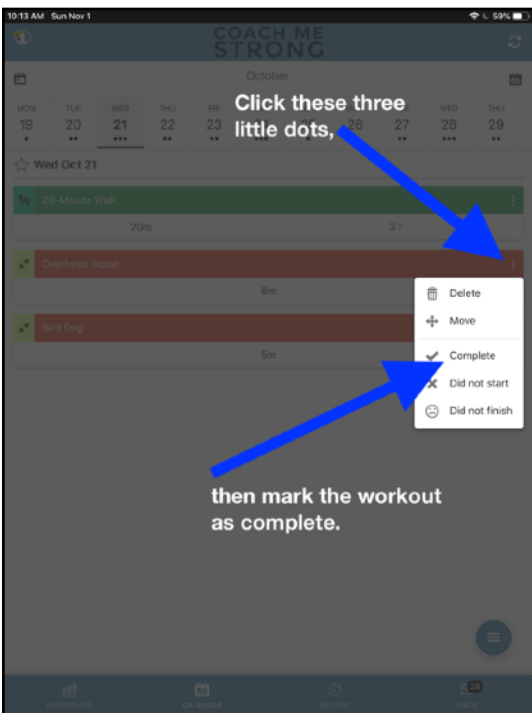 10:13 AM Sun Nov 1
59%
COACH ME
STRONG
October
MON TUE WED THU FRI WED THU
19 20 21 22 23 26 27 28 29
Click these three
little dots,
Wed Oct 21
20-Minute Walk
20m
Overhead Squat
8m
Delete
Move
Bird Dog
5m
Complete
Did not start
Did not finish
then mark the workout
as complete.
DASHBOARD CALENDAR RECORD INBOX